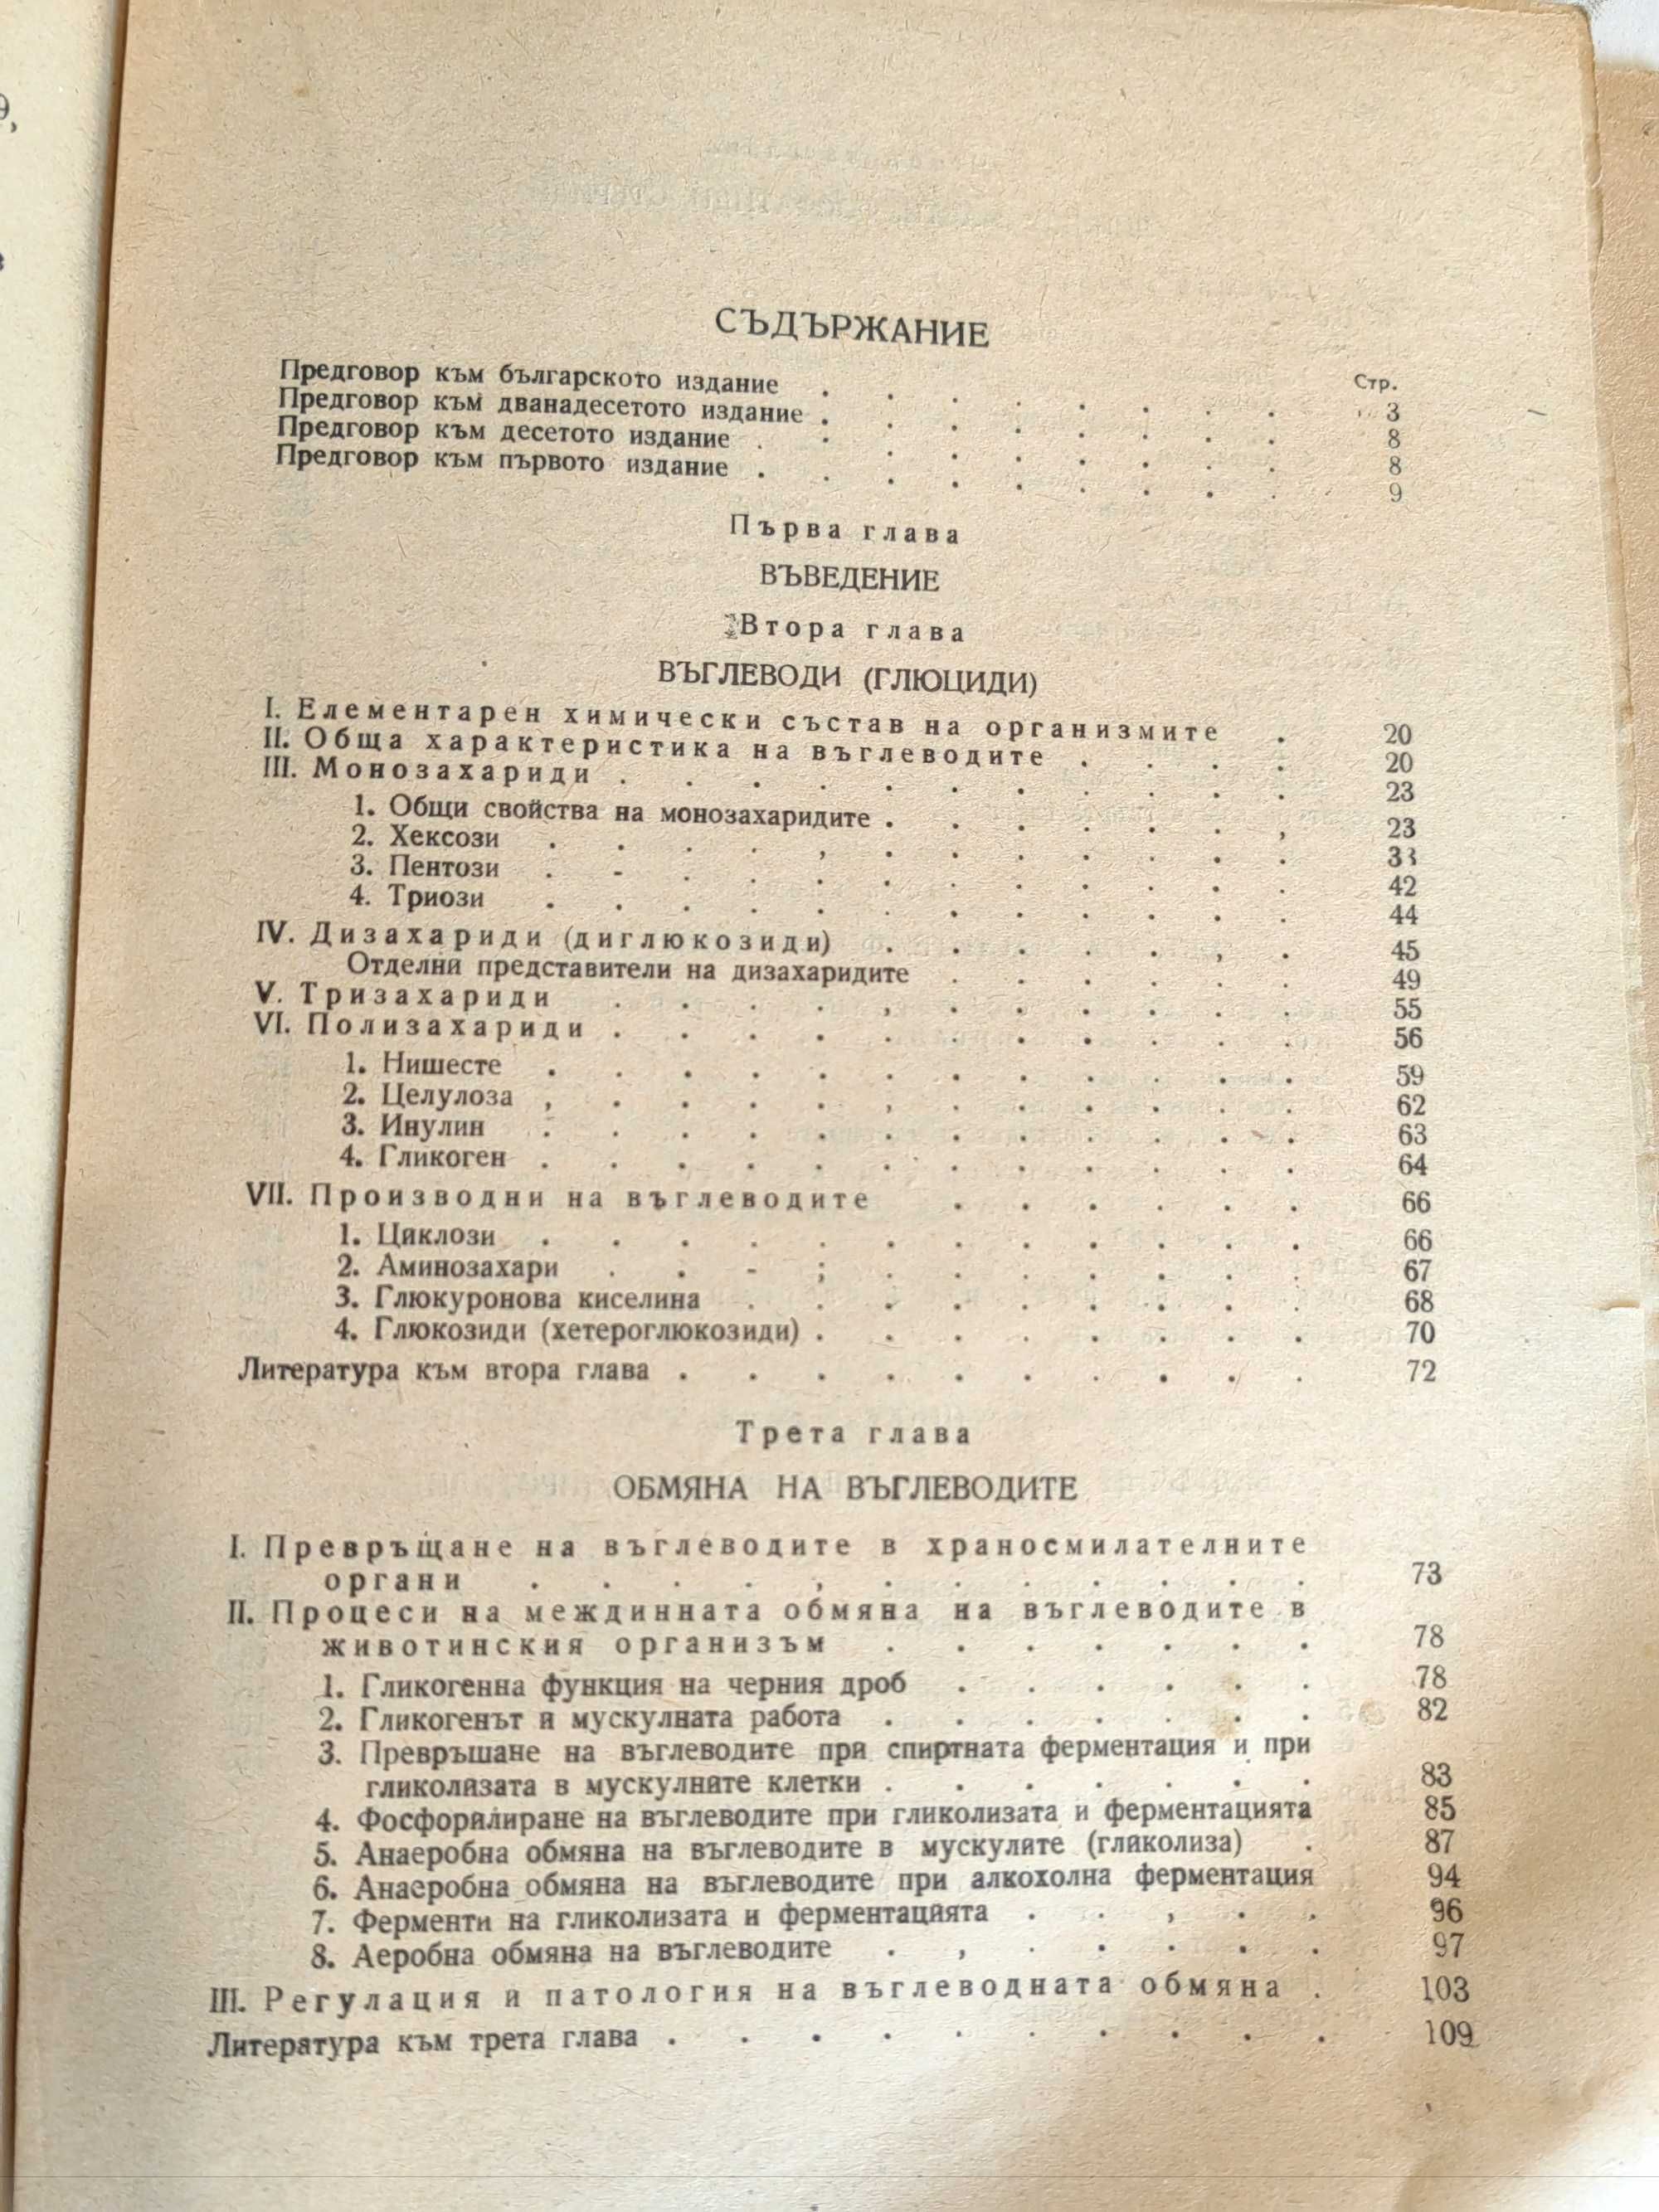 9,
СЪДЪРЖАНИЕ
Стр.
Предговор към българското издание . . . . . . . . 3
Предговор към дванадесетото издание . . . . . . . . 8
Предговор към десетото издание . . . . . . . . 8
Предговор към първото издание . . . . . . . . . 9
Първа глава
ВЪВЕДЕНИЕ
Втора глава
ВЪГЛЕВОДИ (ГЛЮЦИДИ)
I. Елементарен химически състав на организмите . 20
II. Обща характеристика на въглеводите . . . . 20
III. Монозахариди . . . . . . . . . . . 23
1. Общи свойства на монозахаридите . . . . . . , 23
2. Хексози . . . . , . . . . . . . 33
3. Пентози . - . . . . . . . . . . 42
4. Триози . . . . . . . . . . . . 44
IV. Дизахариди (диглюкозиди) . . . . . , . 45
Отделни представители на дизахаридите . . . . . . 49
V. Тризахариди . . . . , . . . . . . 55
VI. Полизахариди . . . . . . . . . . . 56
1. Нишесте . . . . . . . . . . . . 59
2. Целулоза , . . . . , . . . . . . 62
3. Инулин . . . . . . . . . . . . 63
4. Гликоген . . . . . . . . . . . . 64
VII. Производни на въглеводите . . . . . . 66
1. Циклози . . . . . . . . . . . . 66
2. Аминозахари . . - ; . . . . . . . 67
3. Глюкуронова киселина . . . . . . . . . 68
4. Глюкозиди (хетероглюкозиди) . . . . . . . . 70
Литература към втора глава . . . . . . . . . . 72
Трета глава
ОБМЯНА НА ВЪГЛЕВОДИТЕ
I. Превръщане на въглеводите в храносмилателните
органи . . . . , . . . . . . . 73
II. Процеси на междинната обмяна на въглеводите в
животинския организъм . . . . . . . 78
1. Гликогенна функция на черния дроб . . . . . . 78
2. Гликогенът и мускулната работа . . . . . . . 82
3. Превръшане на въглеводите при спиртната ферментация и при
гликолизата в мускулните клетки . . . . . . . 83
4. Фосфорилиране на въглеводите при гликолизата и ферментацията 85
5. Анаеробна обмяна на въглеводите в мускулите (гликолиза) . 87
6. Анаеробна обмяна на въглеводите при алкохолна ферментация 94
7. Ферменти на гликолизата и ферментацията . . , . . 96
8. Аеробна обмяна на въглеводите . , . . . . . 97
III. Регулация и патология на въглеводната обмяна . 103
Литература към трета глава . . . . . . . . . . 109